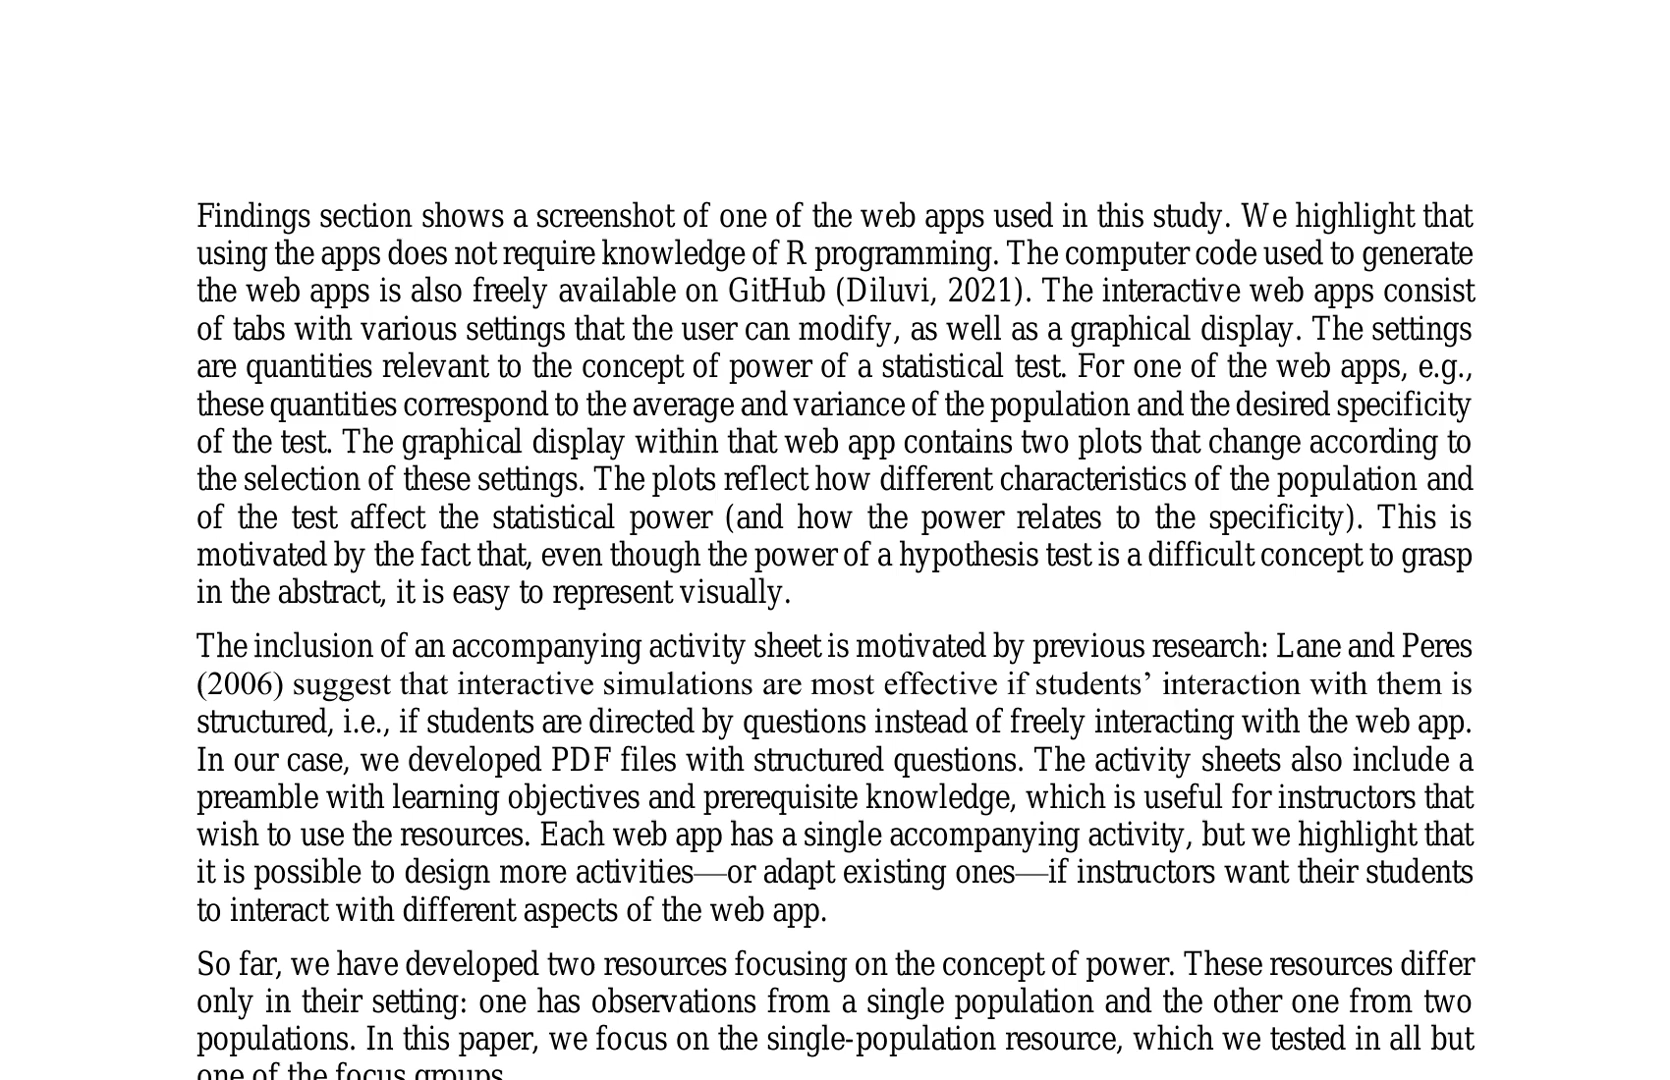 Findings section shows a screenshot of one of the web apps used in this study. We highlight that
using the apps does not require knowledge of R programming. The computer code used to generate
the web apps is also freely available on GitHub (Diluvi, 2021). The interactive web apps consist
of tabs with various settings that the user can modify, as well as a graphical display. The settings
are quantities relevant to the concept of power of a statistical test. For one of the web apps, e.g.,
these quantities correspond to the average and variance of the population and the desired specificity
of the test. The graphical display within that web app contains two plots that change according to
the selection of these settings. The plots reflect how different characteristics of the population and
of the test affect the statistical power (and how the power relates to the specificity). This is
motivated by the fact that, even though the power of a hypothesis test is a difficult concept to grasp
in the abstract, it is easy to represent visually.
The inclusion of an accompanying activity sheet is motivated by previous research: Lane and Peres
(2006) suggest that interactive simulations are most effective if students’ interaction with them is
structured, i.e., if students are directed by questions instead of freely interacting with the web app.
In our case, we developed PDF files with structured questions. The activity sheets also include a
preamble with learning objectives and prerequisite knowledge, which is useful for instructors that
wish to use the resources. Each web app has a single accompanying activity, but we highlight that
it is possible to design more activities—or adapt existing ones—if instructors want their students
to interact with different aspects of the web app.
So far, we have developed two resources focusing on the concept of power. These resources differ
only in their setting: one has observations from a single population and the other one from two
populations. In this paper, we focus on the single-population resource, which we tested in all but
one of the focus groups.